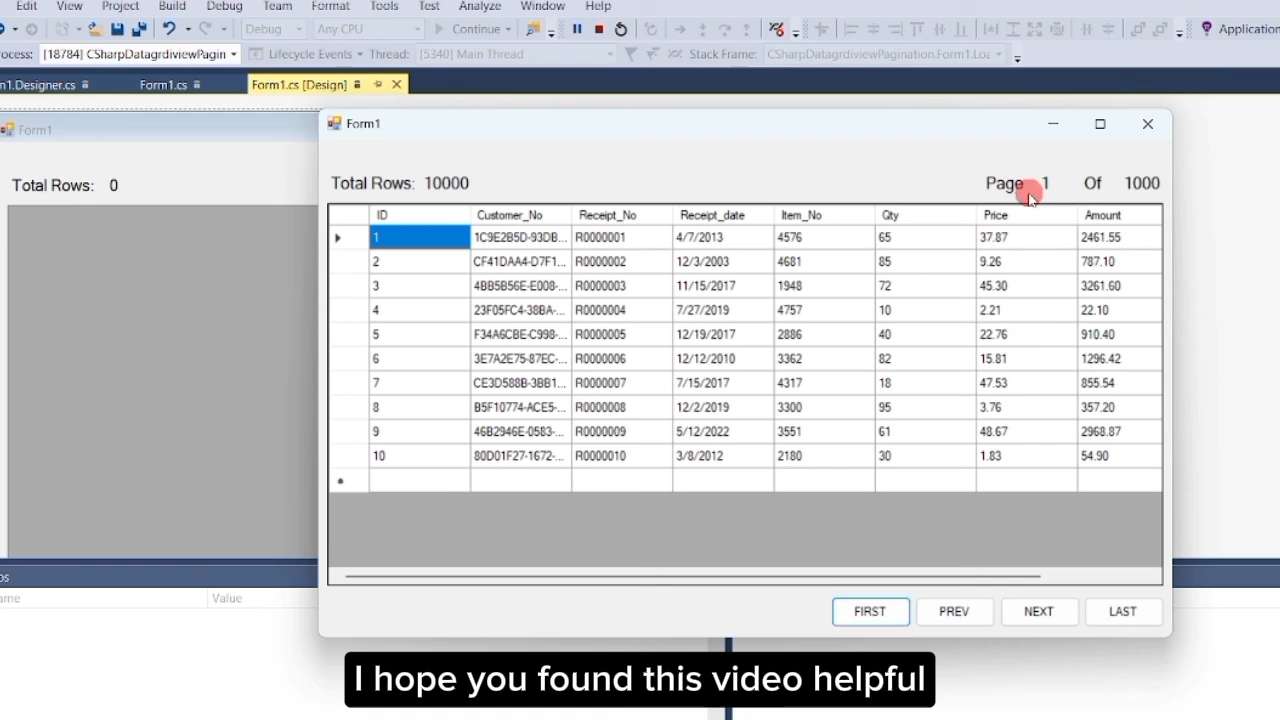 Edit View Project Build Debug Team Format Tools Test Analyze Window Help
Debug Any CPU Continue Application
ocess: [18784] CSharpDatagrdiviewPagin Lifecycle Events Thread: [5340] Main Thread Stack Frame: CSharpDatagrdiviewPagination.Form1.Loa
m1.Designer.cs Form1.cs Form1.cs [Design]
Form1
Form1
Total Rows: 0
Total Rows: 10000 Page 1 Of 1000
ID Customer_No Receipt_No Receipt_date Item_No Qty Price Amount
1 1C9E2B5D-93DB... R0000001 4/7/2013 4576 65 37.87 2461.55
2 CF41DAA4-D7F1... R0000002 12/3/2003 4681 85 9.26 787.10
3 4BB5B56E-E008-... R0000003 11/15/2017 1948 72 45.30 3261.60
4 23F05FC4-38BA-... R0000004 7/27/2019 4757 10 2.21 22.10
5 F34A6CBE-C998-... R0000005 12/19/2017 2886 40 22.76 910.40
6 3E7A2E75-87EC-... R0000006 12/12/2010 3362 82 15.81 1296.42
7 CE3D588B-3BB1... R0000007 7/15/2017 4317 18 47.53 855.54
8 B5F10774-ACE5-... R0000008 12/2/2019 3300 95 3.76 357.20
9 46B2946E-0583-... R0000009 5/12/2022 3551 61 48.67 2968.87
10 80D01F27-1672-... R0000010 3/8/2012 2180 30 1.83 54.90
os
ame Value
FIRST PREV NEXT LAST
I hope you found this video helpful